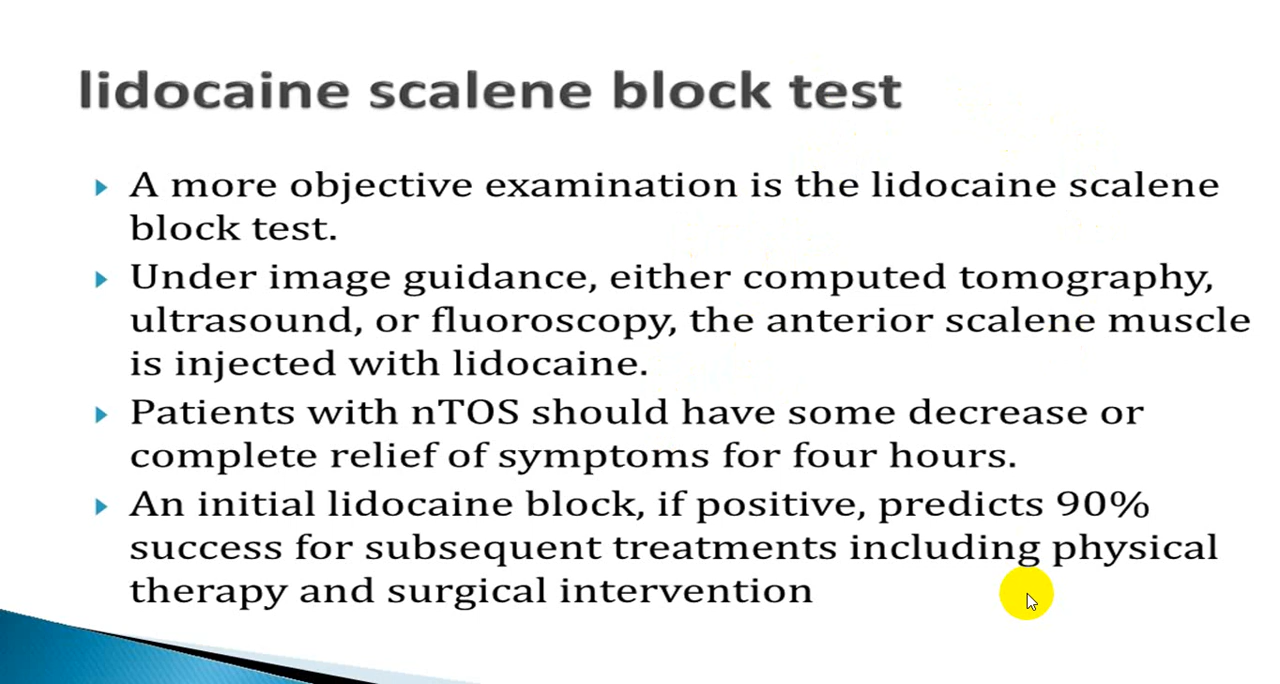 lidocaine scalene block test
A more objective examination is the lidocaine scalene
block test.
Under image guidance, either computed tomography,
ultrasound, or fluoroscopy, the anterior scalene muscle
is injected with lidocaine.
Patients with nTOS should have some decrease or
complete relief of symptoms for four hours.
An initial lidocaine block, if positive, predicts 90%
success for subsequent treatments including physical
therapy and surgical intervention